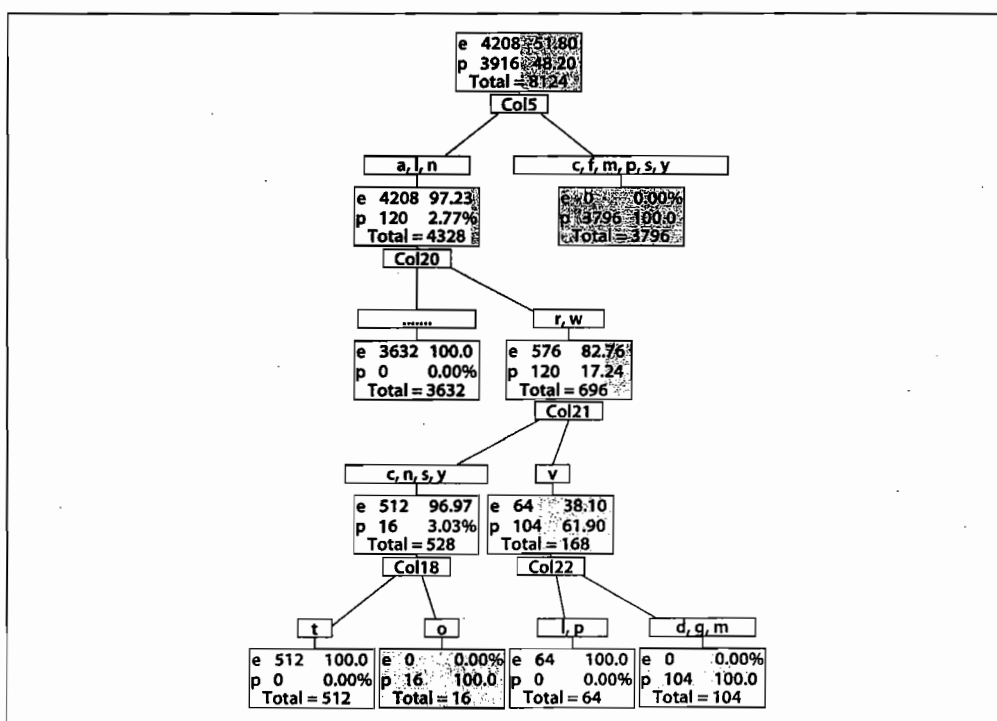 e 4208 51.80
p 3916 48.20
Total = 8124
Col5
a, l, n
c, f, m, p, s, y
e 4208 97.23
p 120 2.77%
Total = 4328
e 0 0.00%
p 3796 100.0
Total = 3796
Col20
.......
r, w
e 3632 100.0
p 0 0.00%
Total = 3632
e 576 82.76
p 120 17.24
Total = 696
Col21
c, n, s, y
v
e 512 96.97
p 16 3.03%
Total = 528
e 64 38.10
p 104 61.90
Total = 168
Col18
Col22
t
o
l, p
d, g, m
e 512 100.0
p 0 0.00%
Total = 512
e 0 0.00%
p 16 100.0
Total = 16
e 64 100.0
p 0 0.00%
Total = 64
e 0 0.00%
p 104 100.0
Total = 104